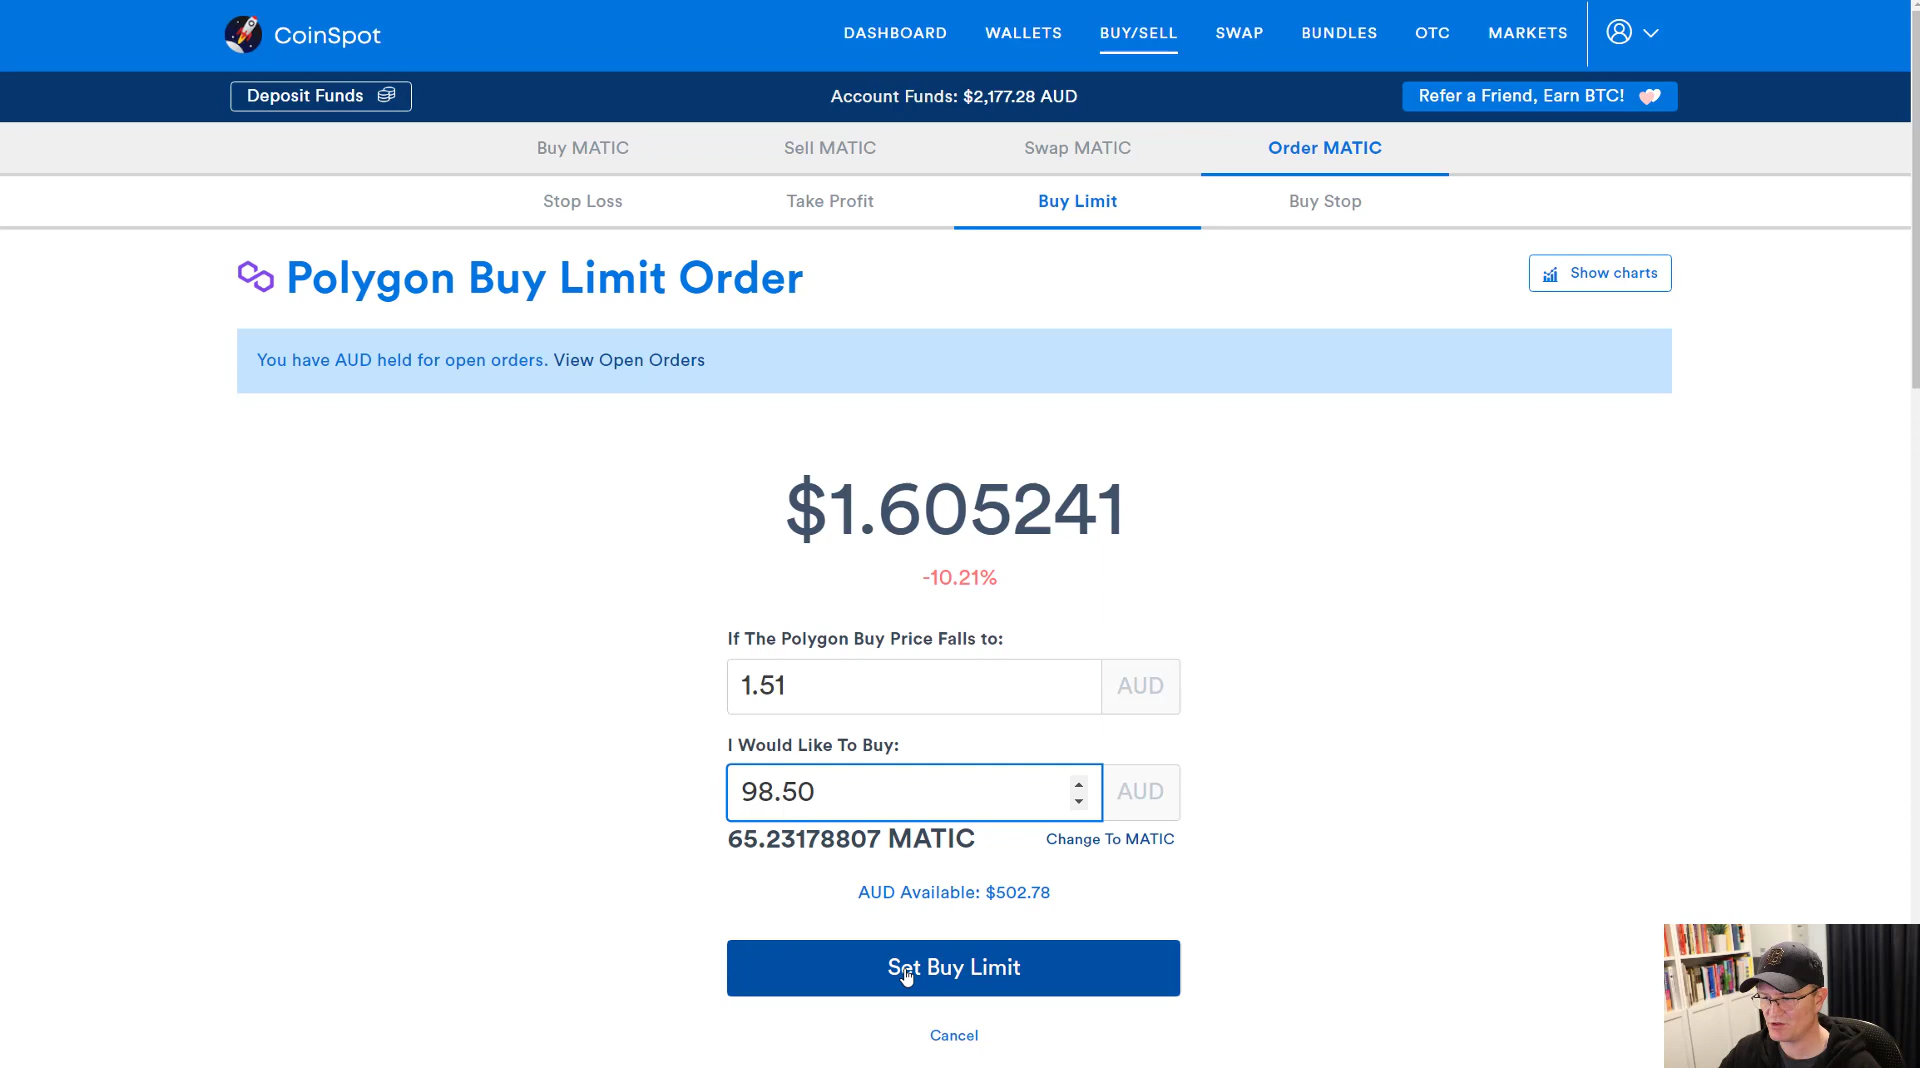 CoinSpot
DASHBOARD WALLETS BUY/SELL SWAP BUNDLES OTC MARKETS
Deposit Funds Account Funds: $2,177.28 AUD Refer a Friend, Earn BTC!
Buy MATIC Sell MATIC Swap MATIC Order MATIC
Stop Loss Take Profit Buy Limit Buy Stop
Polygon Buy Limit Order Show charts
You have AUD held for open orders. View Open Orders
$1.605241
-10.21%
If The Polygon Buy Price Falls to:
1.51 AUD
I Would Like To Buy:
98.50 AUD
65.23178807 MATIC Change To MATIC
AUD Available: $502.78
Set Buy Limit
Cancel